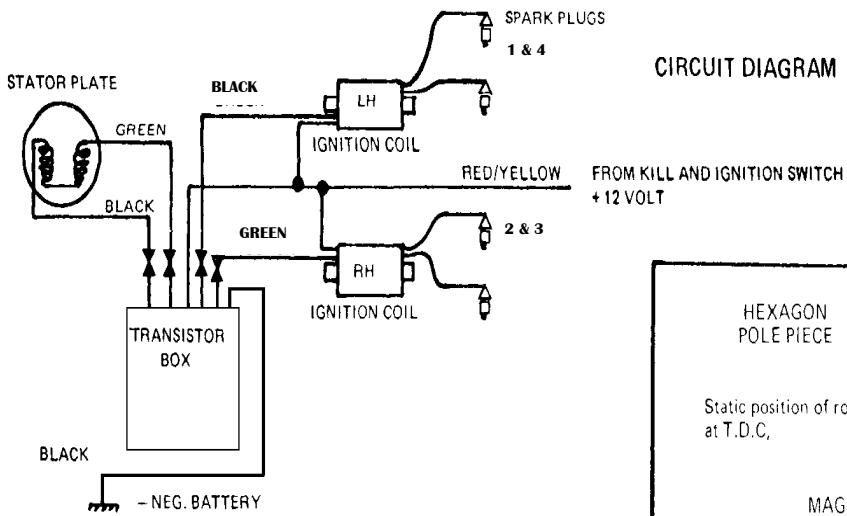 SPARK PLUGS
1 & 4
CIRCUIT DIAGRAM
STATOR PLATE
BLACK
LH
GREEN
IGNITION COIL
RED/YELLOW
FROM KILL AND IGNITION SWITCH
+ 12 VOLT
BLACK
GREEN
2 & 3
RH
IGNITION COIL
HEXAGON
POLE PIECE
TRANSISTOR
BOX
Static position of ro
at T.D.C,
BLACK
– NEG. BATTERY
MAG